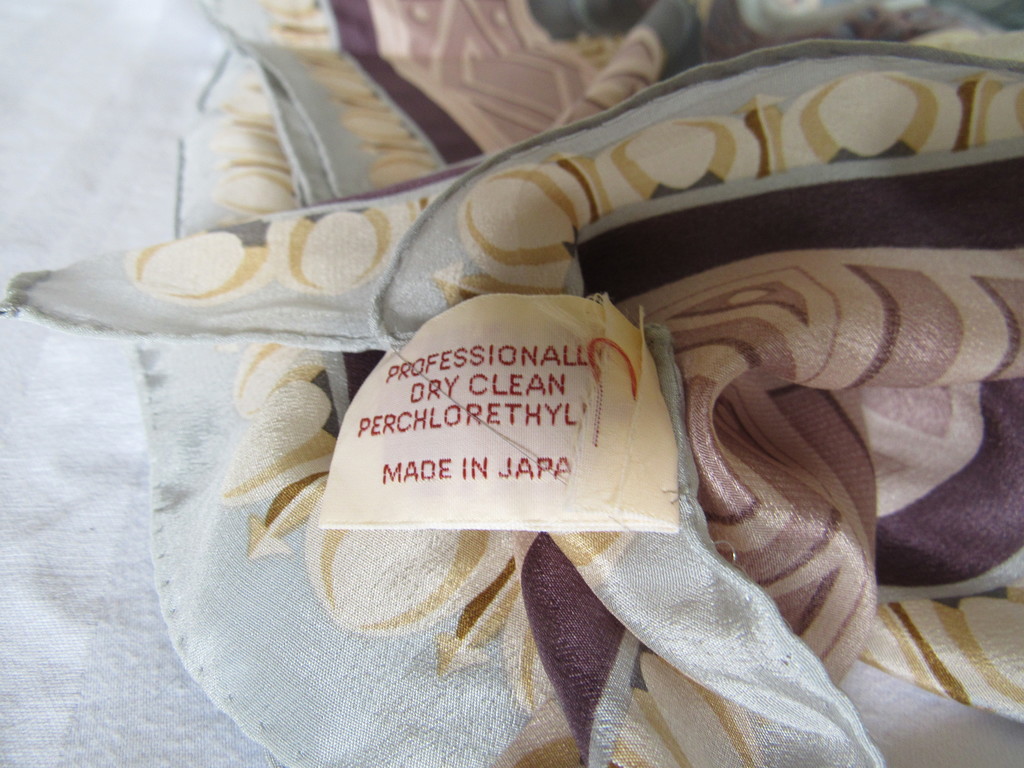 PROFESSIONALL
DRY CLEAN
PERCHLORETHYL
MADE IN JAPA